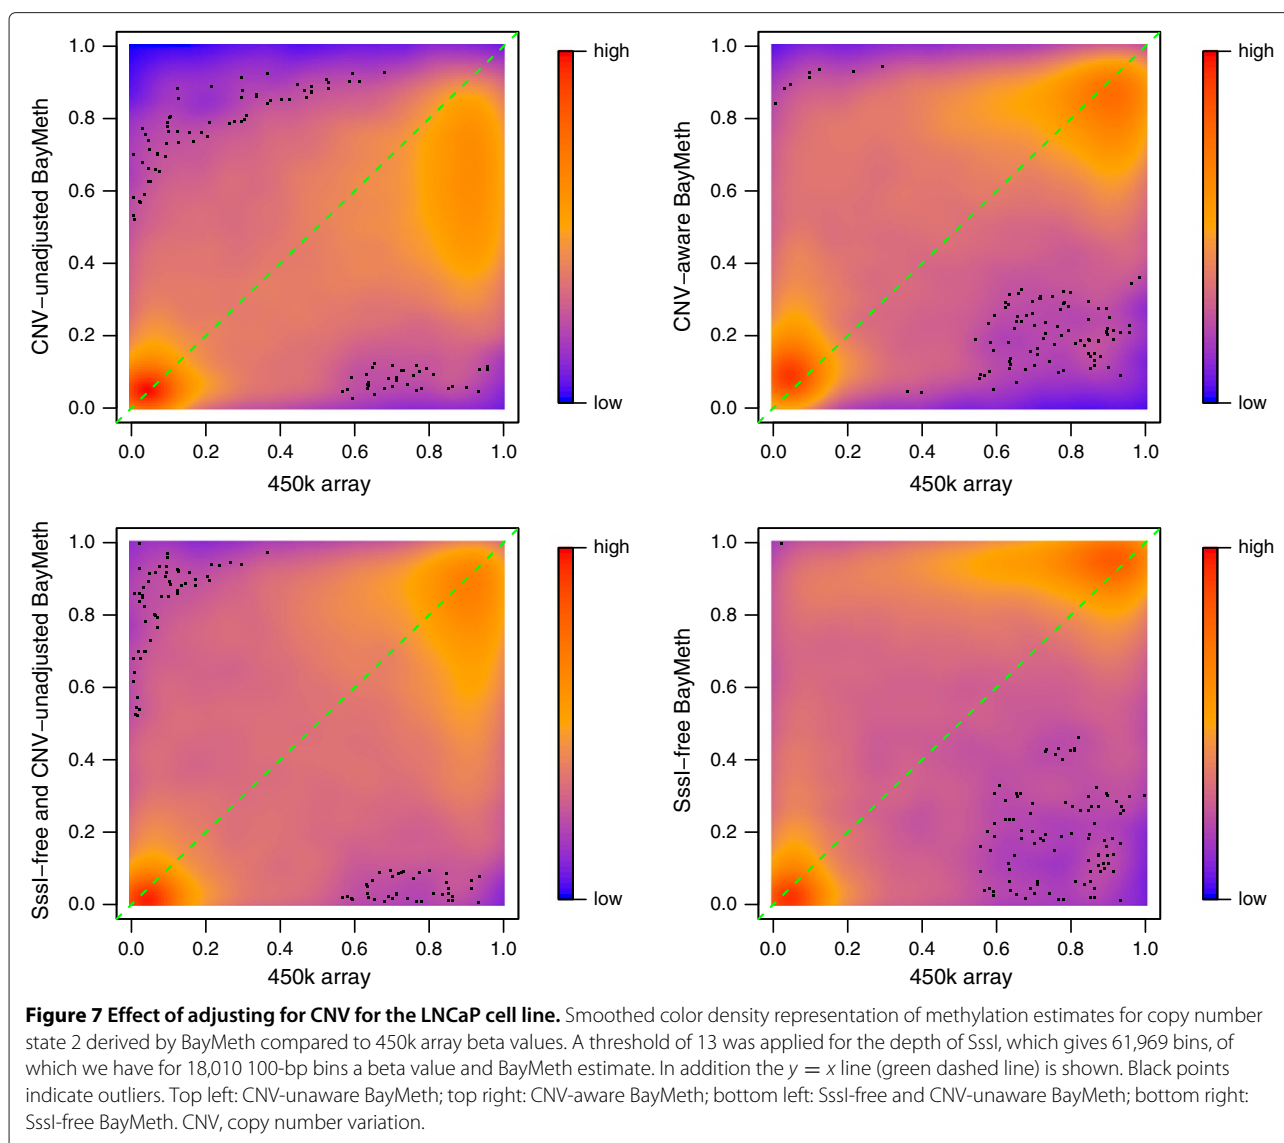 CNV−unadjusted BayMeth
1.0
0.8
0.6
0.4
0.2
0.0
0.0 0.2 0.4 0.6 0.8 1.0
450k array
high
low
CNV−aware BayMeth
1.0
0.8
0.6
0.4
0.2
0.0
0.0 0.2 0.4 0.6 0.8 1.0
450k array
high
low
SssI−free and CNV−unadjusted BayMeth
1.0
0.8
0.6
0.4
0.2
0.0
0.0 0.2 0.4 0.6 0.8 1.0
450k array
high
low
SssI−free BayMeth
1.0
0.8
0.6
0.4
0.2
0.0
0.0 0.2 0.4 0.6 0.8 1.0
450k array
high
low
Figure 7 Effect of adjusting for CNV for the LNCaP cell line. Smoothed color density representation of methylation estimates for copy number
state 2 derived by BayMeth compared to 450k array beta values. A threshold of 13 was applied for the depth of SssI, which gives 61,969 bins, of
which we have for 18,010 100-bp bins a beta value and BayMeth estimate. In addition the y = x line (green dashed line) is shown. Black points
indicate outliers. Top left: CNV-unaware BayMeth; top right: CNV-aware BayMeth; bottom left: SssI-free and CNV-unaware BayMeth; bottom right:
SssI-free BayMeth. CNV, copy number variation.